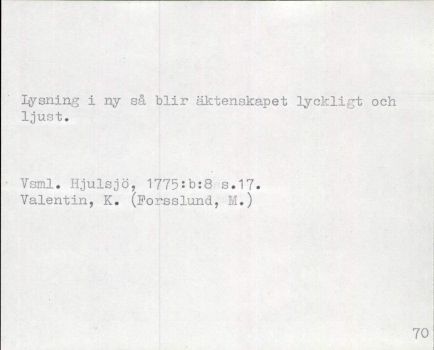 Lysning i ny så blir äktenskapet lyckligt och
ljust.
Vsml. Hjulsjö, 1775:b:8 s.17.
Valentin, K. (Forsslund, M.)
70